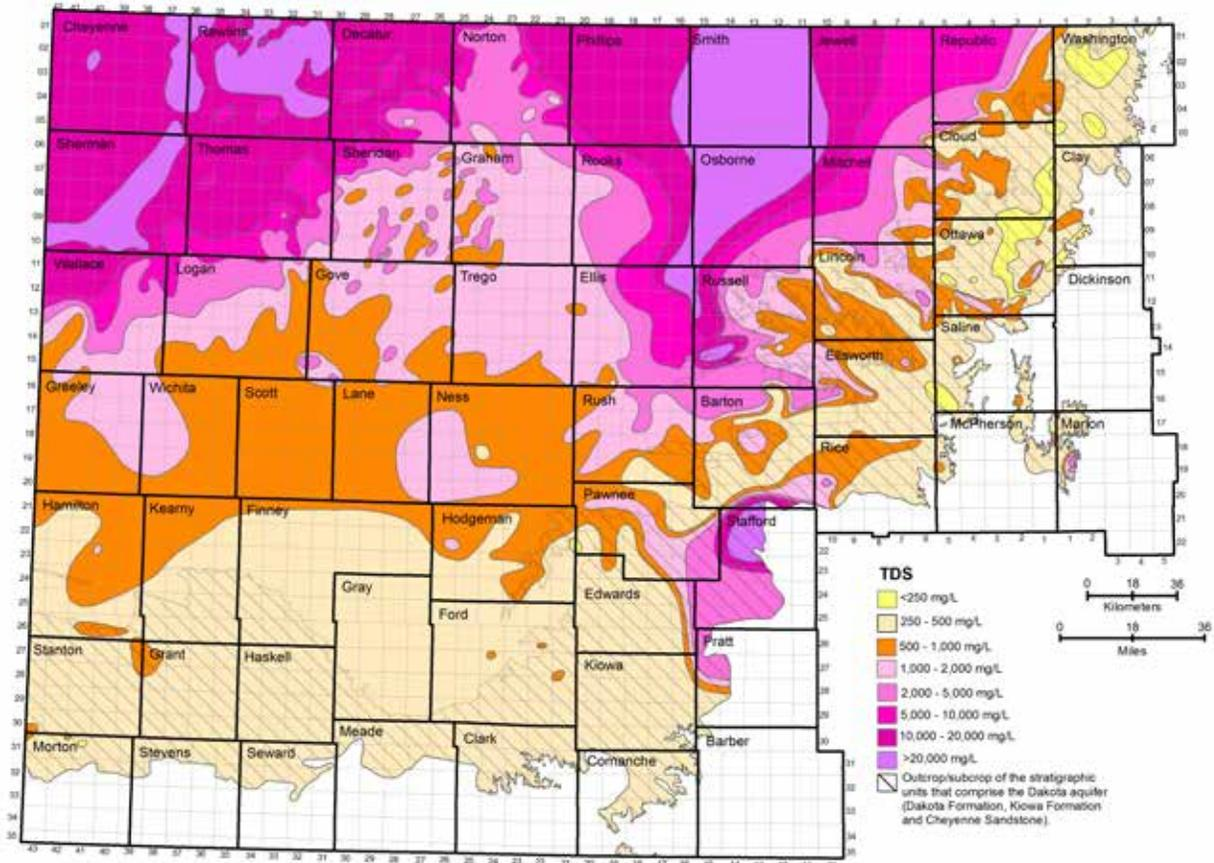 Cheyenne Rawlins Decatur Norton Phillips Smith Jewell Republic Washington
Cloud
Sherman Thomas Sheridan Graham Rooks Osborne Mitchell Clay
Ottawa
Lincoln
Wallace Logan Gove Trego Ellis Russell Dickinson
Saline
Ellsworth
Greeley Wichita Scott Lane Ness Rush Barton
McPherson Marion
Rice
Pawnee
Hamilton Kearny Finney Hodgeman Stafford
Gray
Edwards
Ford
Pratt
Stanton Grant Haskell Kiowa
Meade Clark Barber
Morton Stevens Seward Comanche
TDS
<250 mg/L
250 - 500 mg/L
500 - 1,000 mg/L
1,000 - 2,000 mg/L
2,000 - 5,000 mg/L
5,000 - 10,000 mg/L
10,000 - 20,000 mg/L
>20,000 mg/L
Outcrop/subcrop of the stratigraphic
units that comprise the Dakota aquifer
(Dakota Formation, Kiowa Formation
and Cheyenne Sandstone).
0 18 36
Kilometers
0 18 36
Miles